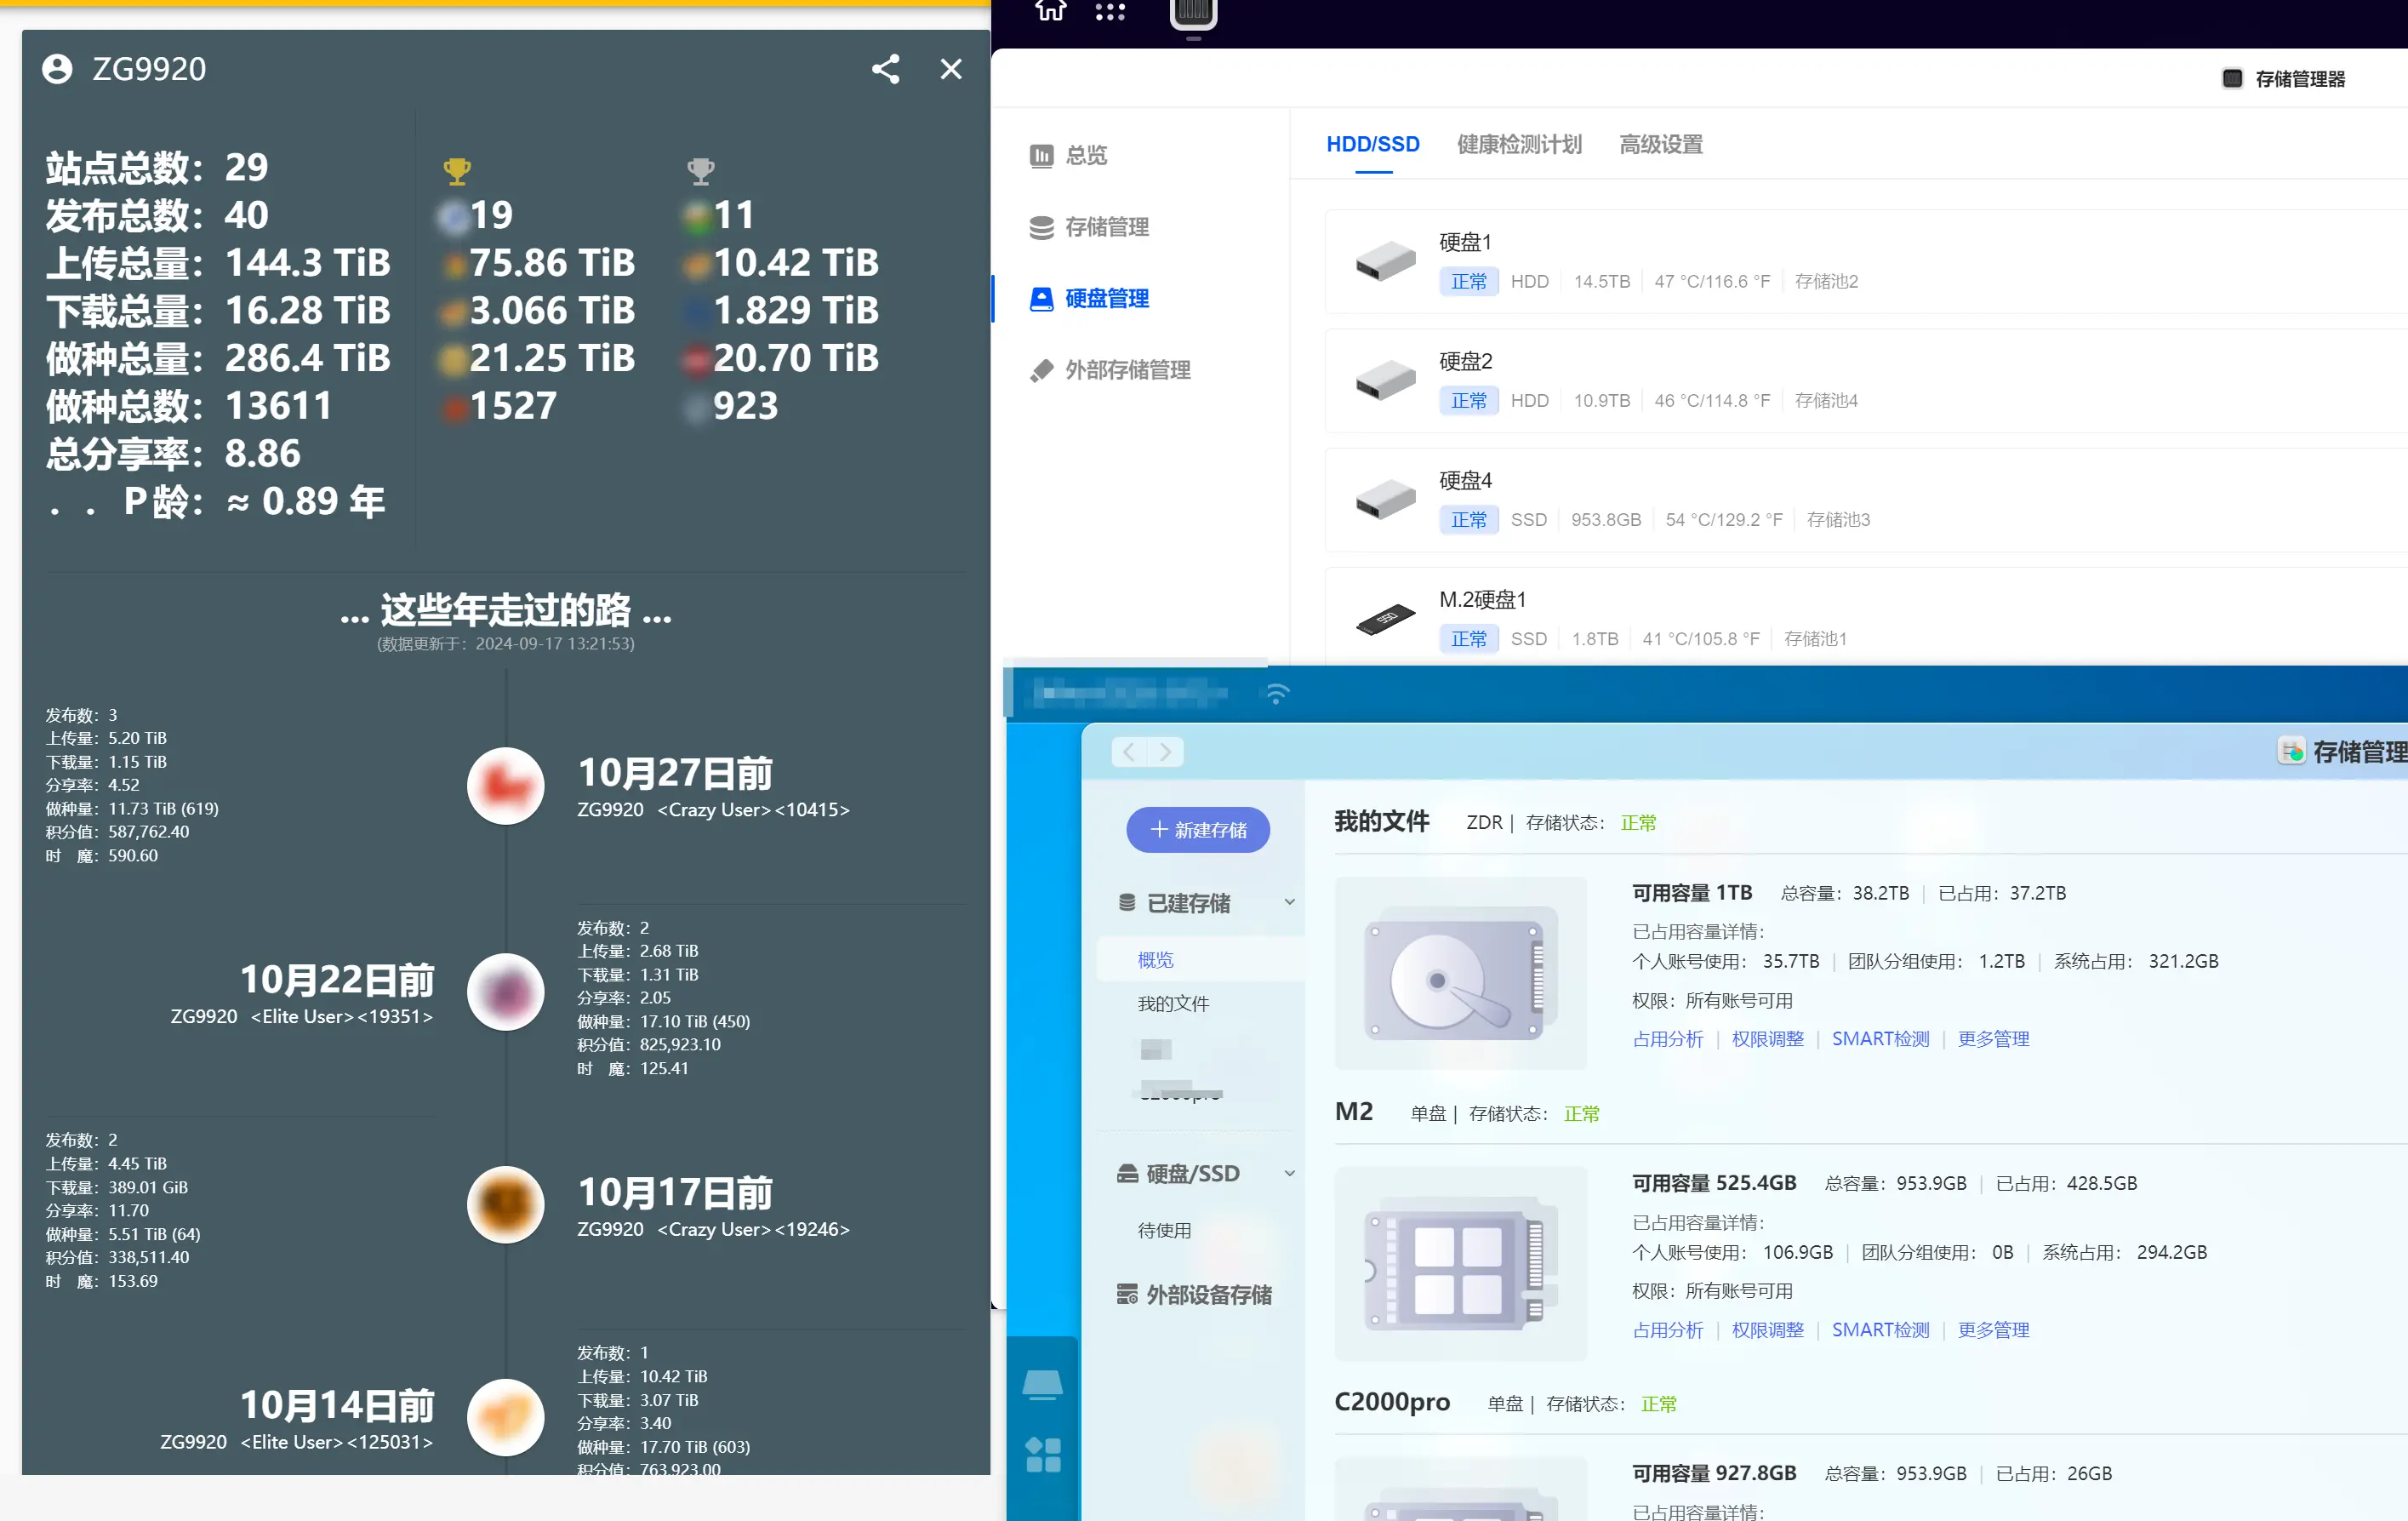 ZG9920
站点总数：29
发布总数：40
上传总量：144.3 TiB
下载总量：16.28 TiB
做种总量：286.4 TiB
做种总数：13611
总分享率：8.86
. . P龄：≈ 0.89 年
19
75.86 TiB
3.066 TiB
21.25 TiB
1527
11
10.42 TiB
1.829 TiB
20.70 TiB
923
... 这些年走过的路 ...
(数据更新于：2024-09-17 13:21:53)
发布数：3
上传量：5.20 TiB
下载量：1.15 TiB
分享率：4.52
做种量：11.73 TiB (619)
积分值：587,762.40
时 魔：590.60
10月27日前
ZG9920 <Crazy User><10415>
10月22日前
ZG9920 <Elite User><19351>
发布数：2
上传量：2.68 TiB
下载量：1.31 TiB
分享率：2.05
做种量：17.10 TiB (450)
积分值：825,923.10
时 魔：125.41
发布数：2
上传量：4.45 TiB
下载量：389.01 GiB
分享率：11.70
做种量：5.51 TiB (64)
积分值：338,511.40
时 魔：153.69
10月17日前
ZG9920 <Crazy User><19246>
10月14日前
ZG9920 <Elite User><125031>
发布数：1
上传量：10.42 TiB
下载量：3.07 TiB
分享率：3.40
做种量：17.70 TiB (603)
积分值：763,923.00
存储管理器
总览
存储管理
硬盘管理
外部存储管理
HDD/SSD 健康检测计划 高级设置
硬盘1
正常 HDD 14.5TB 47 °C/116.6 °F 存储池2
硬盘2
正常 HDD 10.9TB 46 °C/114.8 °F 存储池4
硬盘4
正常 SSD 953.8GB 54 °C/129.2 °F 存储池3
M.2硬盘1
正常 SSD 1.8TB 41 °C/105.8 °F 存储池1
存储管理
新建存储
已建存储
概览
我的文件
硬盘/SSD
待使用
外部设备存储
我的文件 ZDR | 存储状态：正常
可用容量 1TB 总容量：38.2TB | 已占用：37.2TB
已占用容量详情：
个人账号使用：35.7TB | 团队分组使用：1.2TB | 系统占用：321.2GB
权限：所有账号可用
占用分析 | 权限调整 | SMART检测 | 更多管理
M2 单盘 | 存储状态：正常
可用容量 525.4GB 总容量：953.9GB | 已占用：428.5GB
已占用容量详情：
个人账号使用：106.9GB | 团队分组使用：0B | 系统占用：294.2GB
权限：所有账号可用
占用分析 | 权限调整 | SMART检测 | 更多管理
C2000pro 单盘 | 存储状态：正常
可用容量 927.8GB 总容量：953.9GB | 已占用：26GB
已占用容量详情：